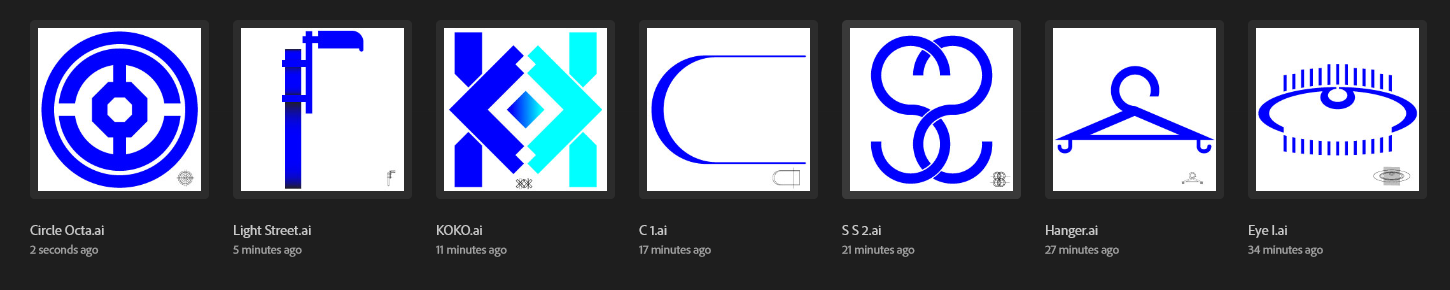 Circle Octa.ai
2 seconds ago
Light Street.ai
5 minutes ago
KOKO.ai
11 minutes ago
C 1.ai
17 minutes ago
S S 2.ai
21 minutes ago
Hanger.ai
27 minutes ago
Eye I.ai
34 minutes ago